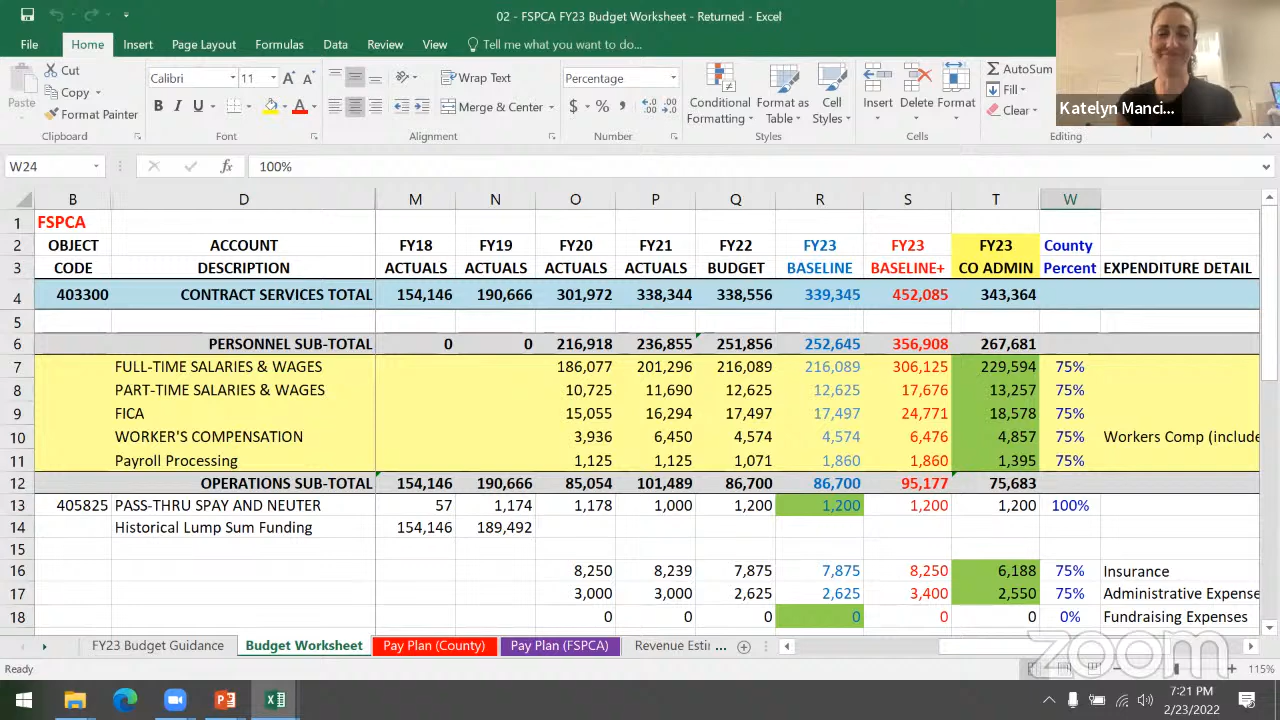 02 - FSPCA FY23 Budget Worksheet - Returned - Excel
File Home Insert Page Layout Formulas Data Review View Tell me what you want to do...
Cut
Copy
Format Painter
Paste
Clipboard
Calibri 11
B I U
Font
Wrap Text
Merge & Center
Alignment
Percentage
$ % ,
Number
Conditional Formatting
Format as Table
Cell Styles
Styles
Insert Delete Format
Cells
AutoSum
Fill
Clear
Editing
Katelyn Manci...
W24 fx 100%
B D M N O P Q R S T W
1 FSPCA
2 OBJECT ACCOUNT FY18 FY19 FY20 FY21 FY22 FY23 FY23 FY23 County
3 CODE DESCRIPTION ACTUALS ACTUALS ACTUALS ACTUALS BUDGET BASELINE BASELINE+ CO ADMIN Percent EXPENDITURE DETAIL
4 403300 CONTRACT SERVICES TOTAL 154,146 190,666 301,972 338,344 338,556 339,345 452,085 343,364
5
6 PERSONNEL SUB-TOTAL 0 0 216,918 236,855 251,856 252,645 356,908 267,681
7 FULL-TIME SALARIES & WAGES 186,077 201,296 216,089 216,089 306,125 229,594 75%
8 PART-TIME SALARIES & WAGES 10,725 11,690 12,625 12,625 17,676 13,257 75%
9 FICA 15,055 16,294 17,497 17,497 24,771 18,578 75%
10 WORKER'S COMPENSATION 3,936 6,450 4,574 4,574 6,476 4,857 75% Workers Comp (include
11 Payroll Processing 1,125 1,125 1,071 1,860 1,860 1,395 75%
12 OPERATIONS SUB-TOTAL 154,146 190,666 85,054 101,489 86,700 86,700 95,177 75,683
13 405825 PASS-THRU SPAY AND NEUTER 57 1,174 1,178 1,000 1,200 1,200 1,200 1,200 100%
14 Historical Lump Sum Funding 154,146 189,492
15
16 8,250 8,239 7,875 7,875 8,250 6,188 75% Insurance
17 3,000 3,000 2,625 2,625 3,400 2,550 75% Administrative Expense
18 0 0 0 0 0 0 0% Fundraising Expenses
FY23 Budget Guidance Budget Worksheet Pay Plan (County) Pay Plan (FSPCA) Revenue Estir ...
zoom
Ready 115%
7:21 PM
2/23/2022